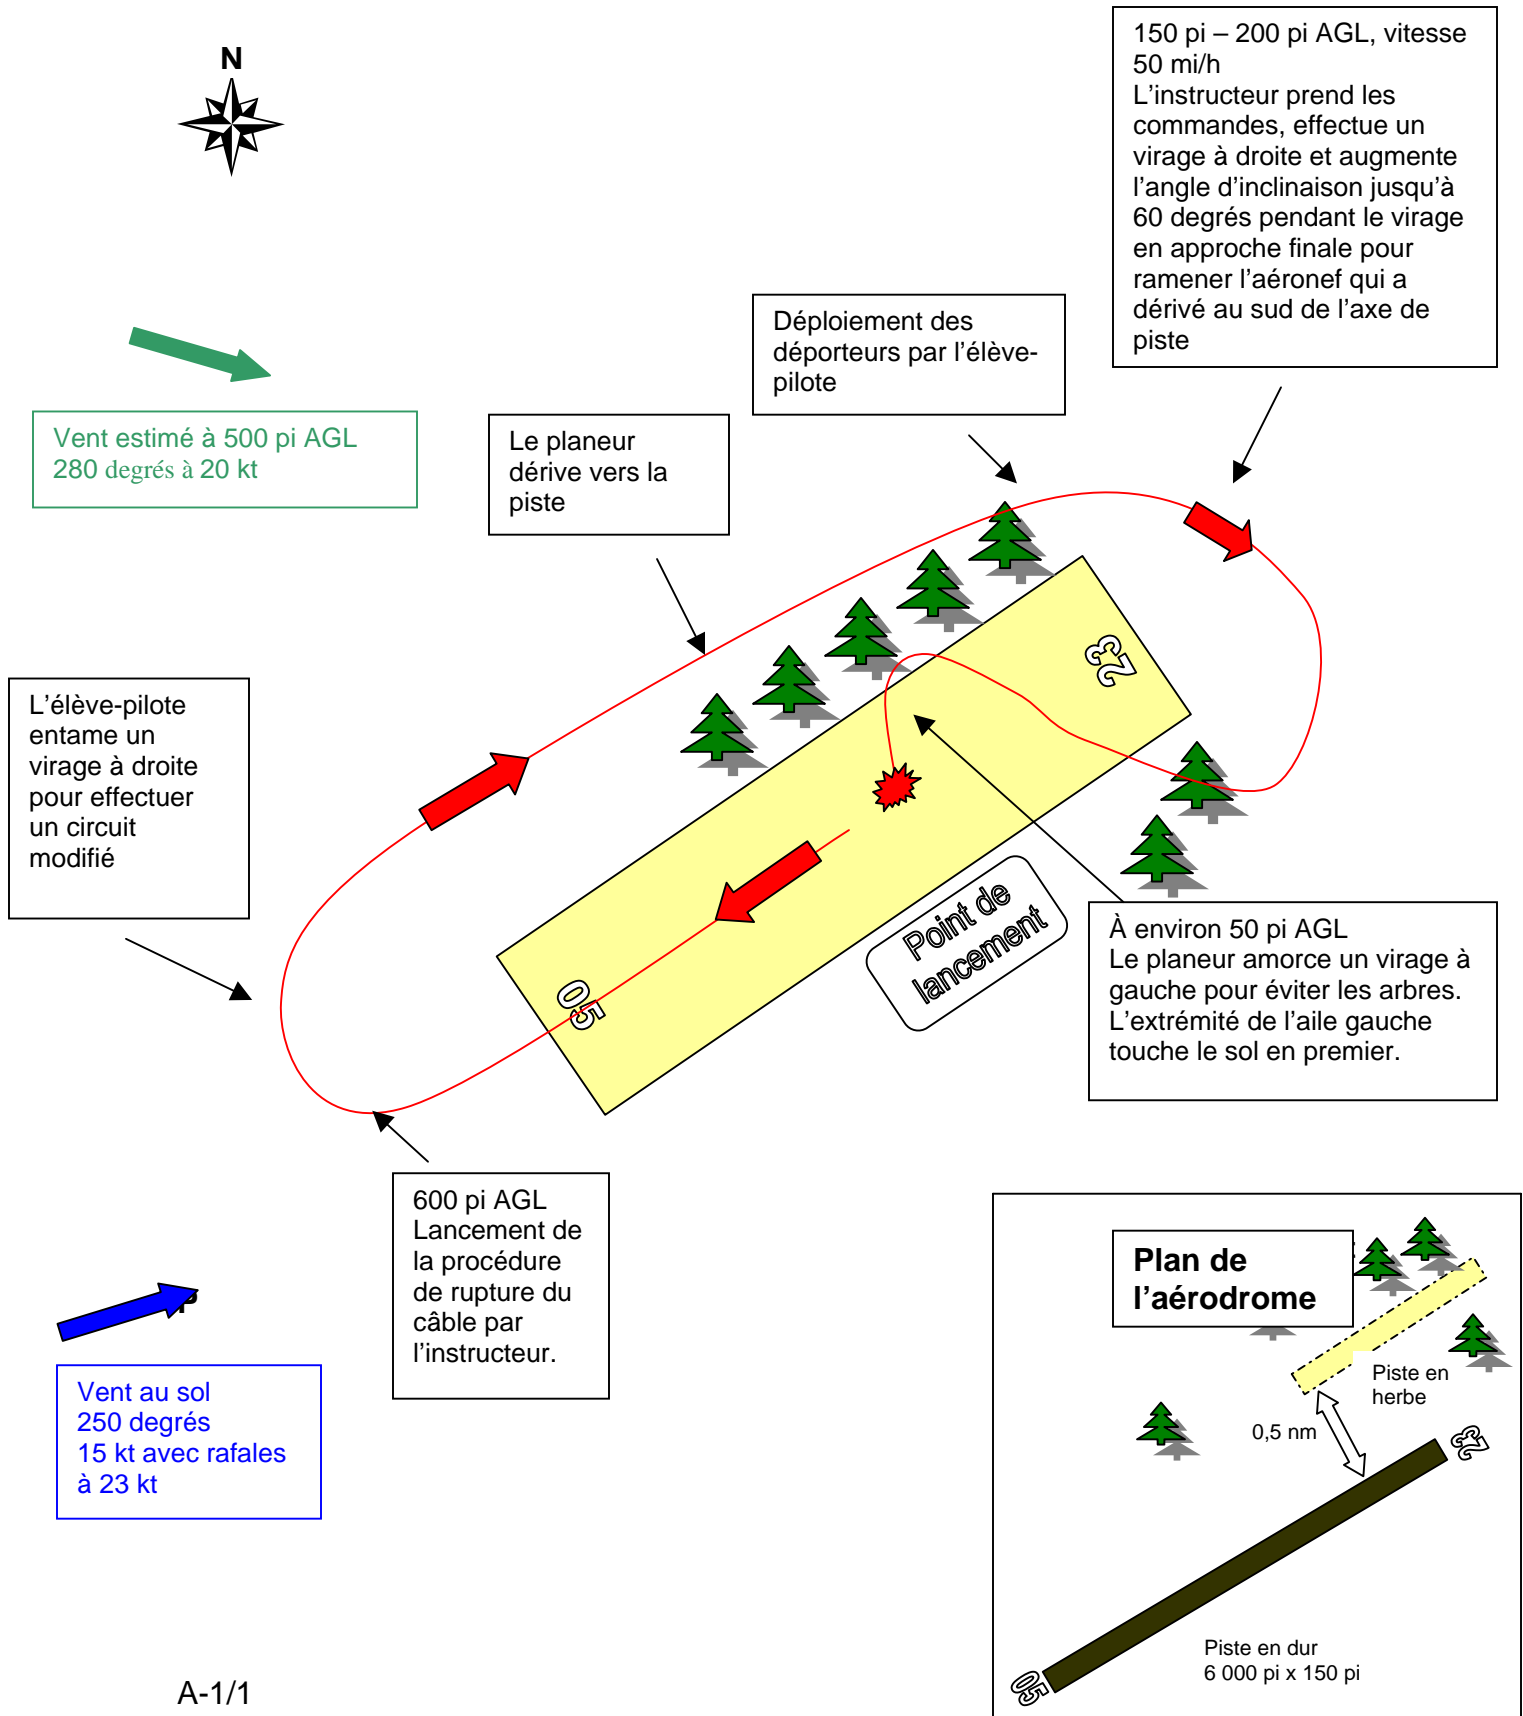 N
150 pi – 200 pi AGL, vitesse
50 mi/h
L’instructeur prend les
commandes, effectue un
virage à droite et augmente
l’angle d’inclinaison jusqu’à
60 degrés pendant le virage
en approche finale pour
ramener l’aéronef qui a
dérivé au sud de l’axe de
piste
Déploiement des
déporteurs par l’élève-
pilote
Vent estimé à 500 pi AGL
280 degrés à 20 kt
Le planeur
dérive vers la
piste
23
L’élève-pilote
entame un
virage à droite
pour effectuer
un circuit
modifié
Point de
lancement
À environ 50 pi AGL
Le planeur amorce un virage à
gauche pour éviter les arbres.
L’extrémité de l’aile gauche
touche le sol en premier.
05
600 pi AGL
Lancement de
la procédure
de rupture du
câble par
l’instructeur.
Vent au sol
250 degrés
15 kt avec rafales
à 23 kt
Plan de
l’aérodrome
Piste en
herbe
0,5 nm
23
Piste en dur
6 000 pi x 150 pi
05
A-1/1